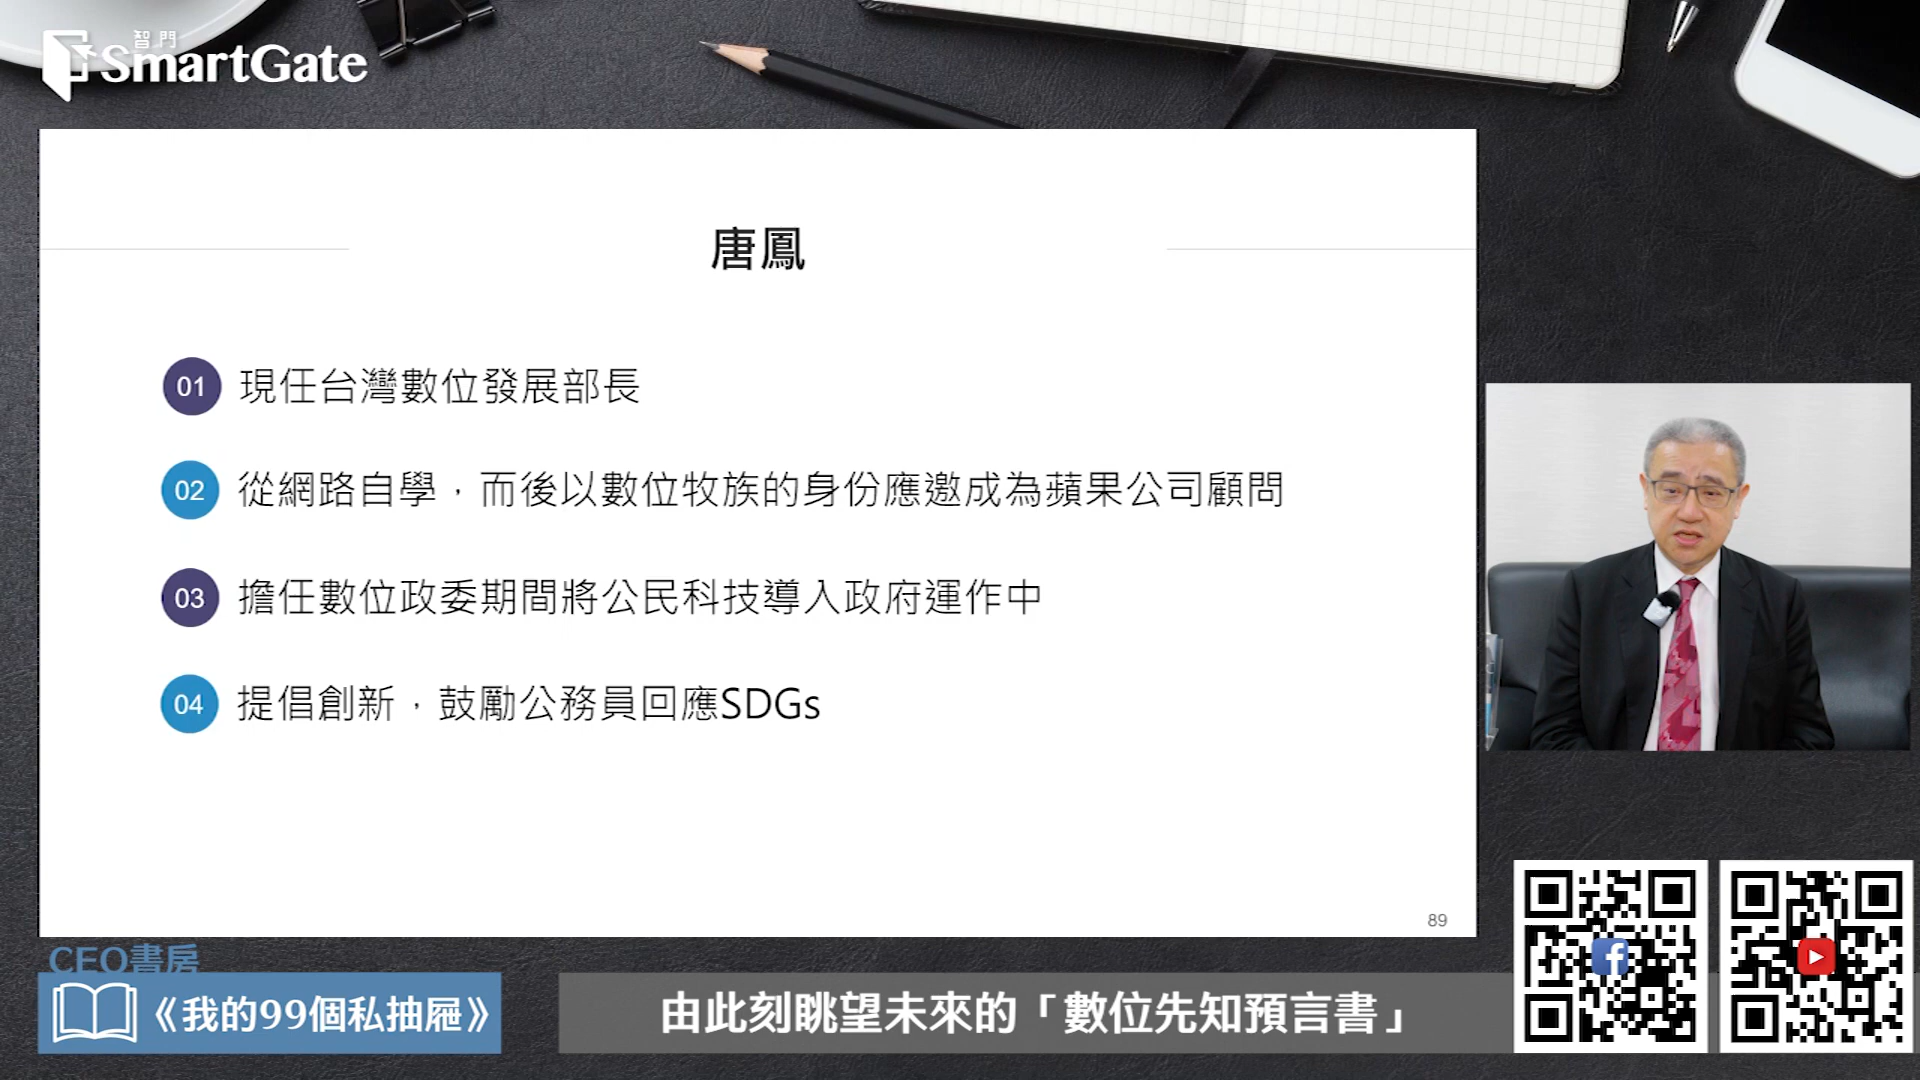 智門
SmartGate
唐鳳
01 現任台灣數位發展部長
02 從網路自學，而後以數位牧族的身份應邀成為蘋果公司顧問
03 擔任數位政委期間將公民科技導入政府運作中
04 提倡創新，鼓勵公務員回應SDGs
89
CEO書房
《我的99個私抽屜》
由此刻眺望未來的「數位先知預言書」